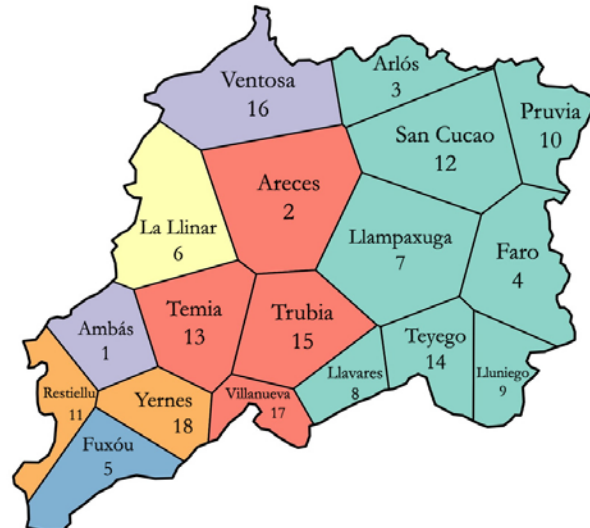 Ventosa
16
Arlós
3
Pruvia
10
San Cucao
12
Areces
2
La Llinar
6
Llampaxuga
7
Faro
4
Temia
13
Trubia
15
Ambás
1
Teyego
14
Llavares
8
Lluniego
9
Restiellu
11
Yernes
18
Villanueva
17
Fuxóu
5